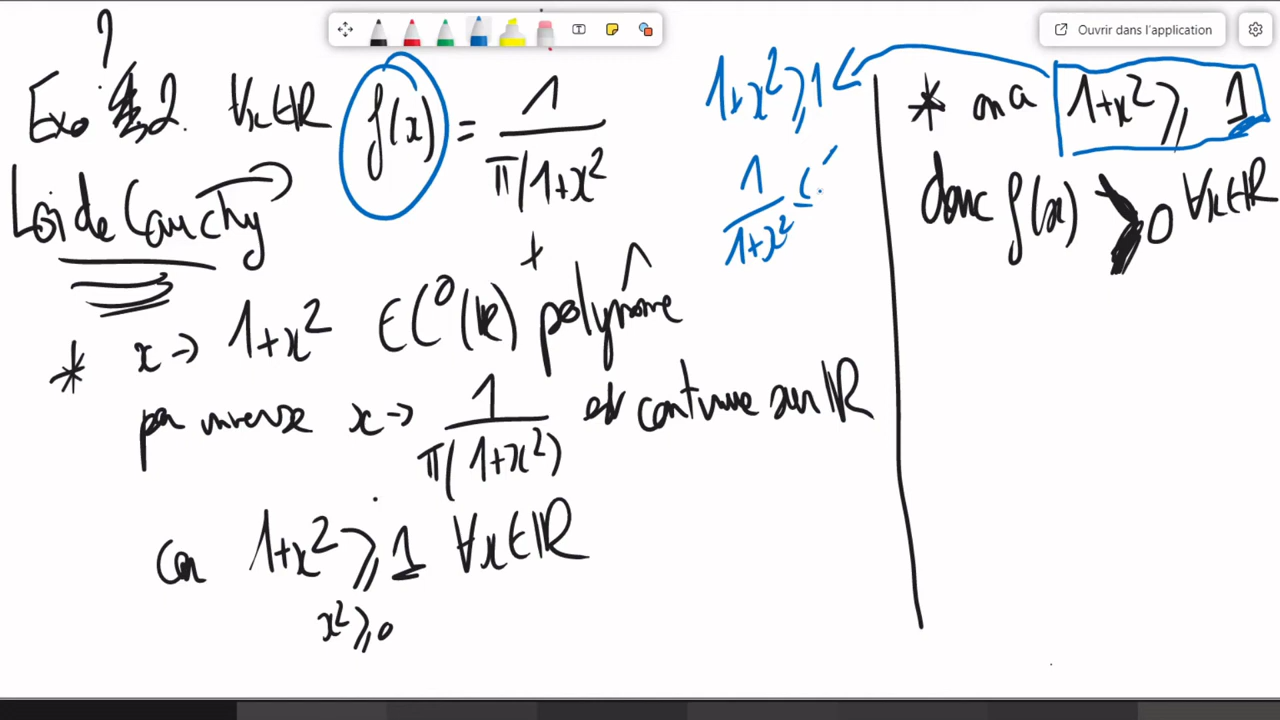 Ouvrir dans l'application
?
Exo 2. ∀x∈ℝ f(x) = 1/(π(1+x²
Loi de Cauchy
+
* x → 1+x² ∈ C⁰(ℝ) polynôme
par inverse x → 1/(π(1+x²)) est continue sur ℝ
car 1+x² ⩾ 1 ∀x∈ℝ
x² ⩾ 0
1+x² ⩾ 1
1/(1+x²) ≤
* on a 1+x² ⩾ 1
donc f(x) > 0 ∀x∈ℝ